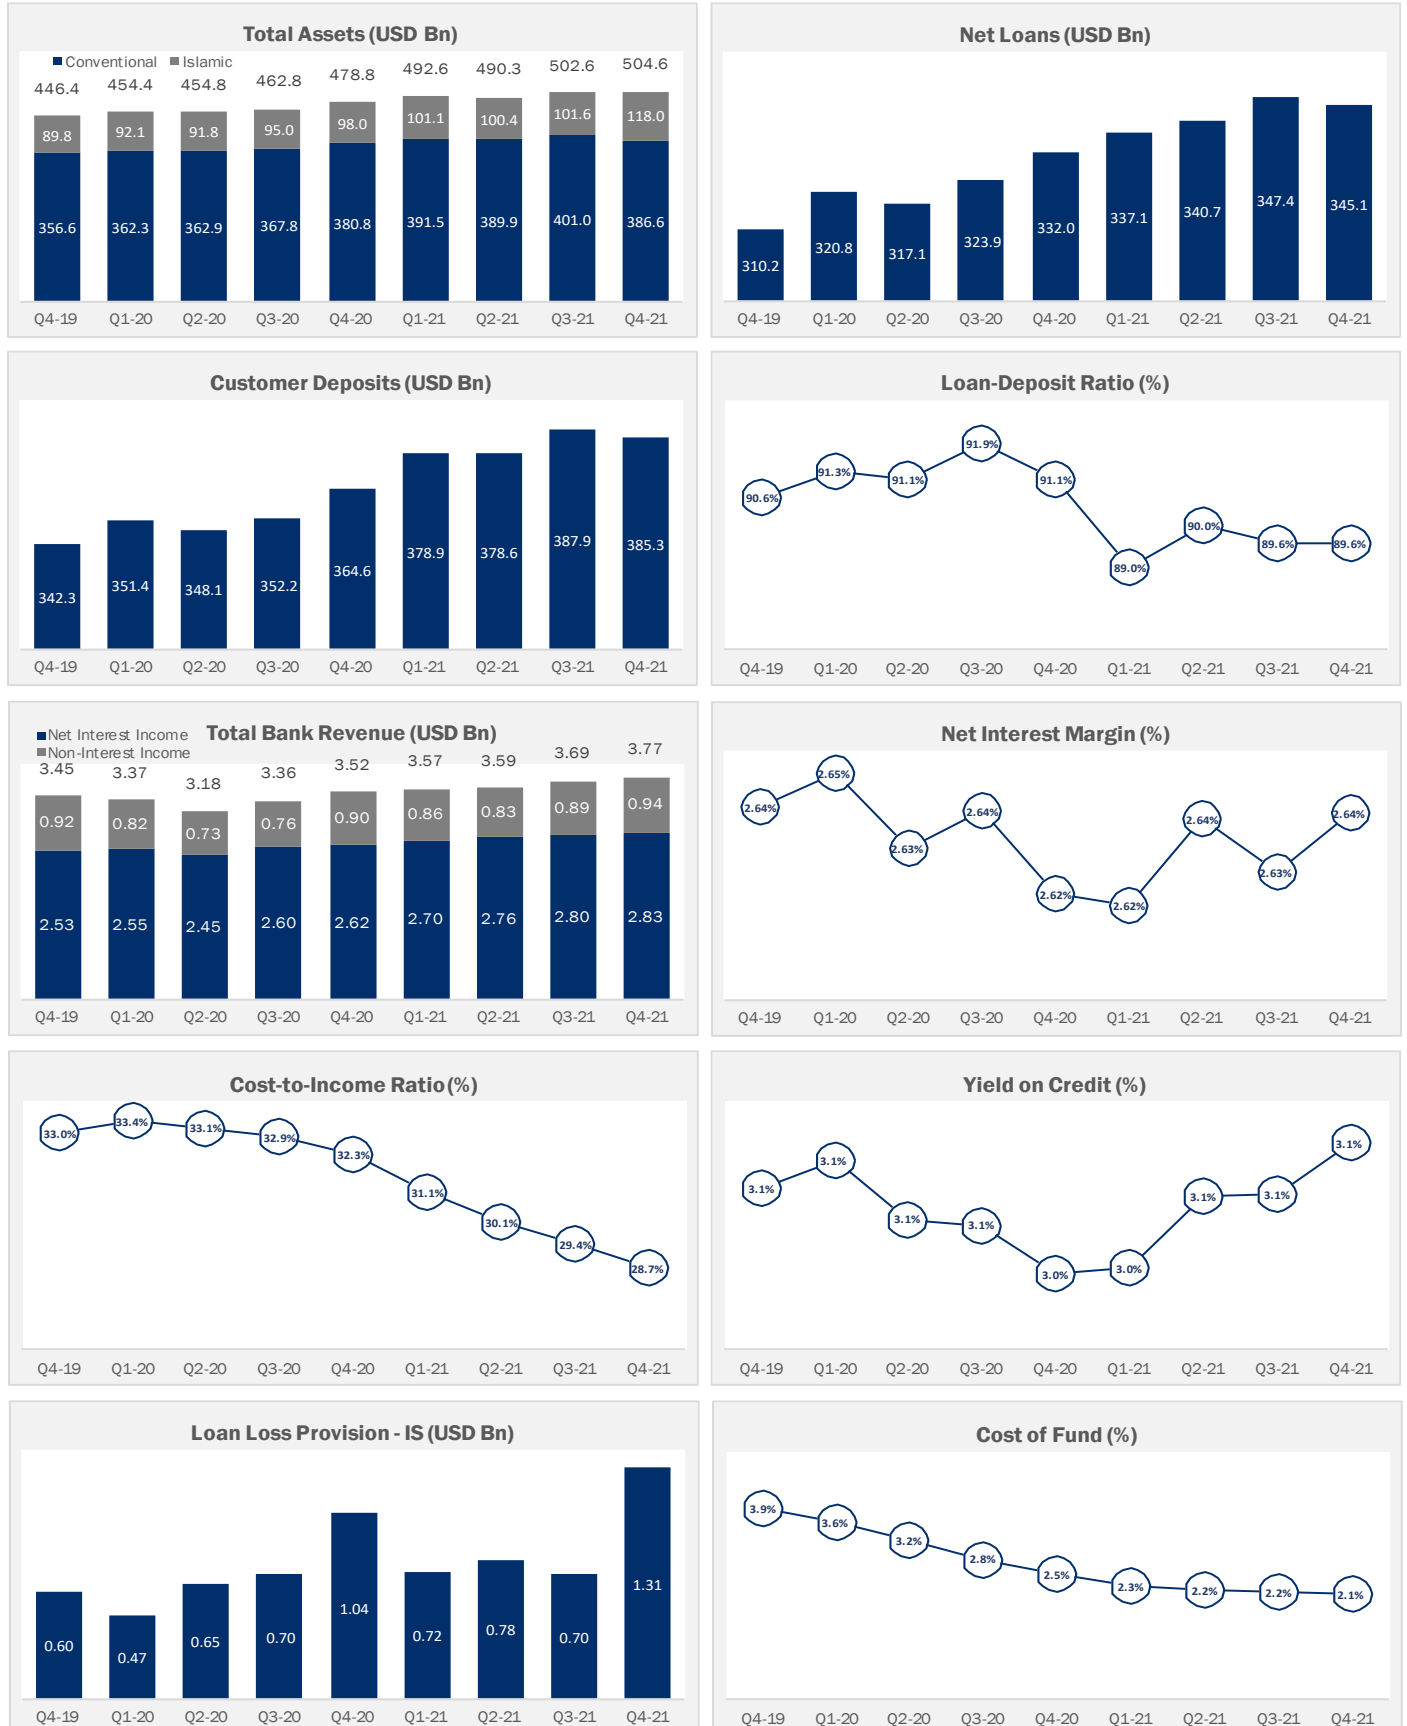 Total Assets (USD Bn)
Conventional Islamic
446.4 454.4 454.8 462.8 478.8 492.6 490.3 502.6 504.6
89.8 92.1 91.8 95.0 98.0 101.1 100.4 101.6 118.0
356.6 362.3 362.9 367.8 380.8 391.5 389.9 401.0 386.6
Q4-19 Q1-20 Q2-20 Q3-20 Q4-20 Q1-21 Q2-21 Q3-21 Q4-21
Net Loans (USD Bn)
310.2 320.8 317.1 323.9 332.0 337.1 340.7 347.4 345.1
Q4-19 Q1-20 Q2-20 Q3-20 Q4-20 Q1-21 Q2-21 Q3-21 Q4-21
Customer Deposits (USD Bn)
342.3 351.4 348.1 352.2 364.6 378.9 378.6 387.9 385.3
Q4-19 Q1-20 Q2-20 Q3-20 Q4-20 Q1-21 Q2-21 Q3-21 Q4-21
Loan-Deposit Ratio (%)
90.6% 91.3% 91.1% 91.9% 91.1% 89.0% 90.0% 89.6% 89.6%
Q4-19 Q1-20 Q2-20 Q3-20 Q4-20 Q1-21 Q2-21 Q3-21 Q4-21
Total Bank Revenue (USD Bn)
Net Interest Income
Non-Interest Income
3.45 3.37 3.18 3.36 3.52 3.57 3.59 3.69 3.77
0.92 0.82 0.73 0.76 0.90 0.86 0.83 0.89 0.94
2.53 2.55 2.45 2.60 2.62 2.70 2.76 2.80 2.83
Q4-19 Q1-20 Q2-20 Q3-20 Q4-20 Q1-21 Q2-21 Q3-21 Q4-21
Net Interest Margin (%)
2.64% 2.65% 2.63% 2.64% 2.62% 2.62% 2.64% 2.63% 2.64%
Q4-19 Q1-20 Q2-20 Q3-20 Q4-20 Q1-21 Q2-21 Q3-21 Q4-21
Cost-to-Income Ratio (%)
33.0% 33.4% 33.1% 32.9% 32.3% 31.1% 30.1% 29.4% 28.7%
Q4-19 Q1-20 Q2-20 Q3-20 Q4-20 Q1-21 Q2-21 Q3-21 Q4-21
Yield on Credit (%)
3.1% 3.1% 3.1% 3.1% 3.0% 3.0% 3.1% 3.1% 3.1%
Q4-19 Q1-20 Q2-20 Q3-20 Q4-20 Q1-21 Q2-21 Q3-21 Q4-21
Loan Loss Provision - IS (USD Bn)
0.60 0.47 0.65 0.70 1.04 0.72 0.78 0.70 1.31
Q4-19 Q1-20 Q2-20 Q3-20 Q4-20 Q1-21 Q2-21 Q3-21 Q4-21
Cost of Fund (%)
3.9% 3.6% 3.2% 2.8% 2.5% 2.3% 2.2% 2.2% 2.1%
Q4-19 Q1-20 Q2-20 Q3-20 Q4-20 Q1-21 Q2-21 Q3-21 Q4-21